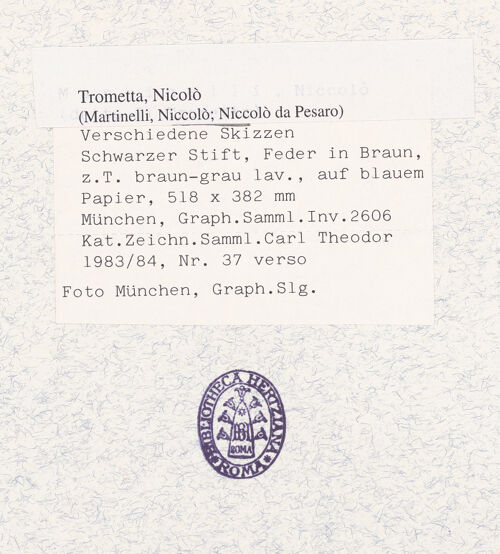 Trometta, Nicolò
(Martinelli, Niccolò; Niccolò da Pesaro)
Verschiedene Skizzen
Schwarzer Stift, Feder in Braun,
z.T. braun-grau lav., auf blauem
Papier, 518 x 382 mm
München, Graph.Samml.Inv.2606
Kat.Zeichn.Samml.Carl Theodor
1983/84, Nr. 37 verso
Foto München, Graph.Slg.
BIBLIOTHECA HERTZIANA
ROMA
ROMA